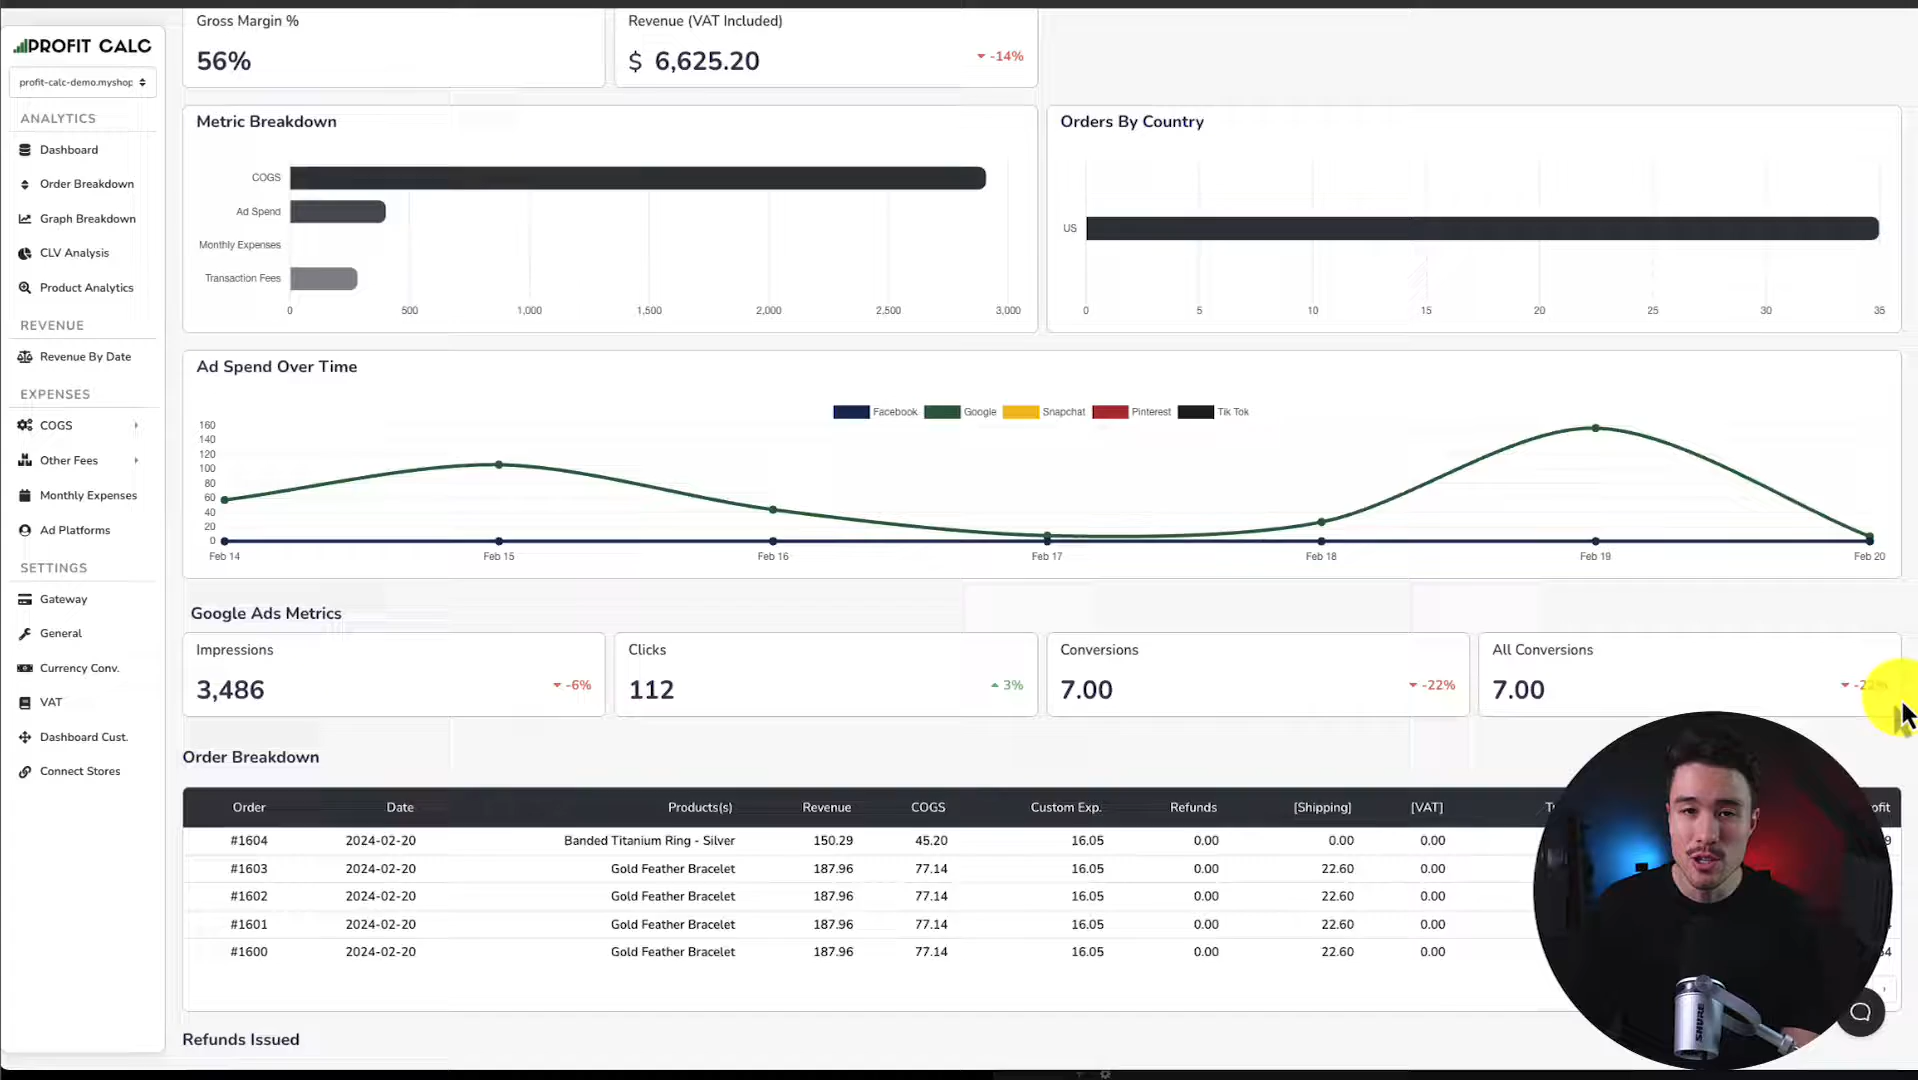 Gross Margin %
56%
Revenue (VAT Included)
$ 6,625.20
-14%
PROFIT CALC
profit-calc-demo.myshop
ANALYTICS
Dashboard
Order Breakdown
Graph Breakdown
CLV Analysis
Product Analytics
REVENUE
Revenue By Date
EXPENSES
COGS
Other Fees
Monthly Expenses
Ad Platforms
SETTINGS
Gateway
General
Currency Conv.
VAT
Dashboard Cust.
Connect Stores
Metric Breakdown
COGS
Ad Spend
Monthly Expenses
Transaction Fees
0 500 1,000 1,500 2,000 2,500 3,000
Orders By Country
US
0 5 10 15 20 25 30 35
Ad Spend Over Time
Facebook Google Snapchat Pinterest Tik Tok
160
140
120
100
80
60
40
20
0
Feb 14 Feb 15 Feb 16 Feb 17 Feb 18 Feb 19 Feb 20
Google Ads Metrics
Impressions
3,486
-6%
Clicks
112
3%
Conversions
7.00
-22%
All Conversions
7.00
-22%
Order Breakdown
Order Date Products(s) Revenue COGS Custom Exp. Refunds [Shipping] [VAT]
#1604 2024-02-20 Banded Titanium Ring - Silver 150.29 45.20 16.05 0.00 0.00 0.00
#1603 2024-02-20 Gold Feather Bracelet 187.96 77.14 16.05 0.00 22.60 0.00
#1602 2024-02-20 Gold Feather Bracelet 187.96 77.14 16.05 0.00 22.60 0.00
#1601 2024-02-20 Gold Feather Bracelet 187.96 77.14 16.05 0.00 22.60 0.00
#1600 2024-02-20 Gold Feather Bracelet 187.96 77.14 16.05 0.00 22.60 0.00
Refunds Issued
SHURE